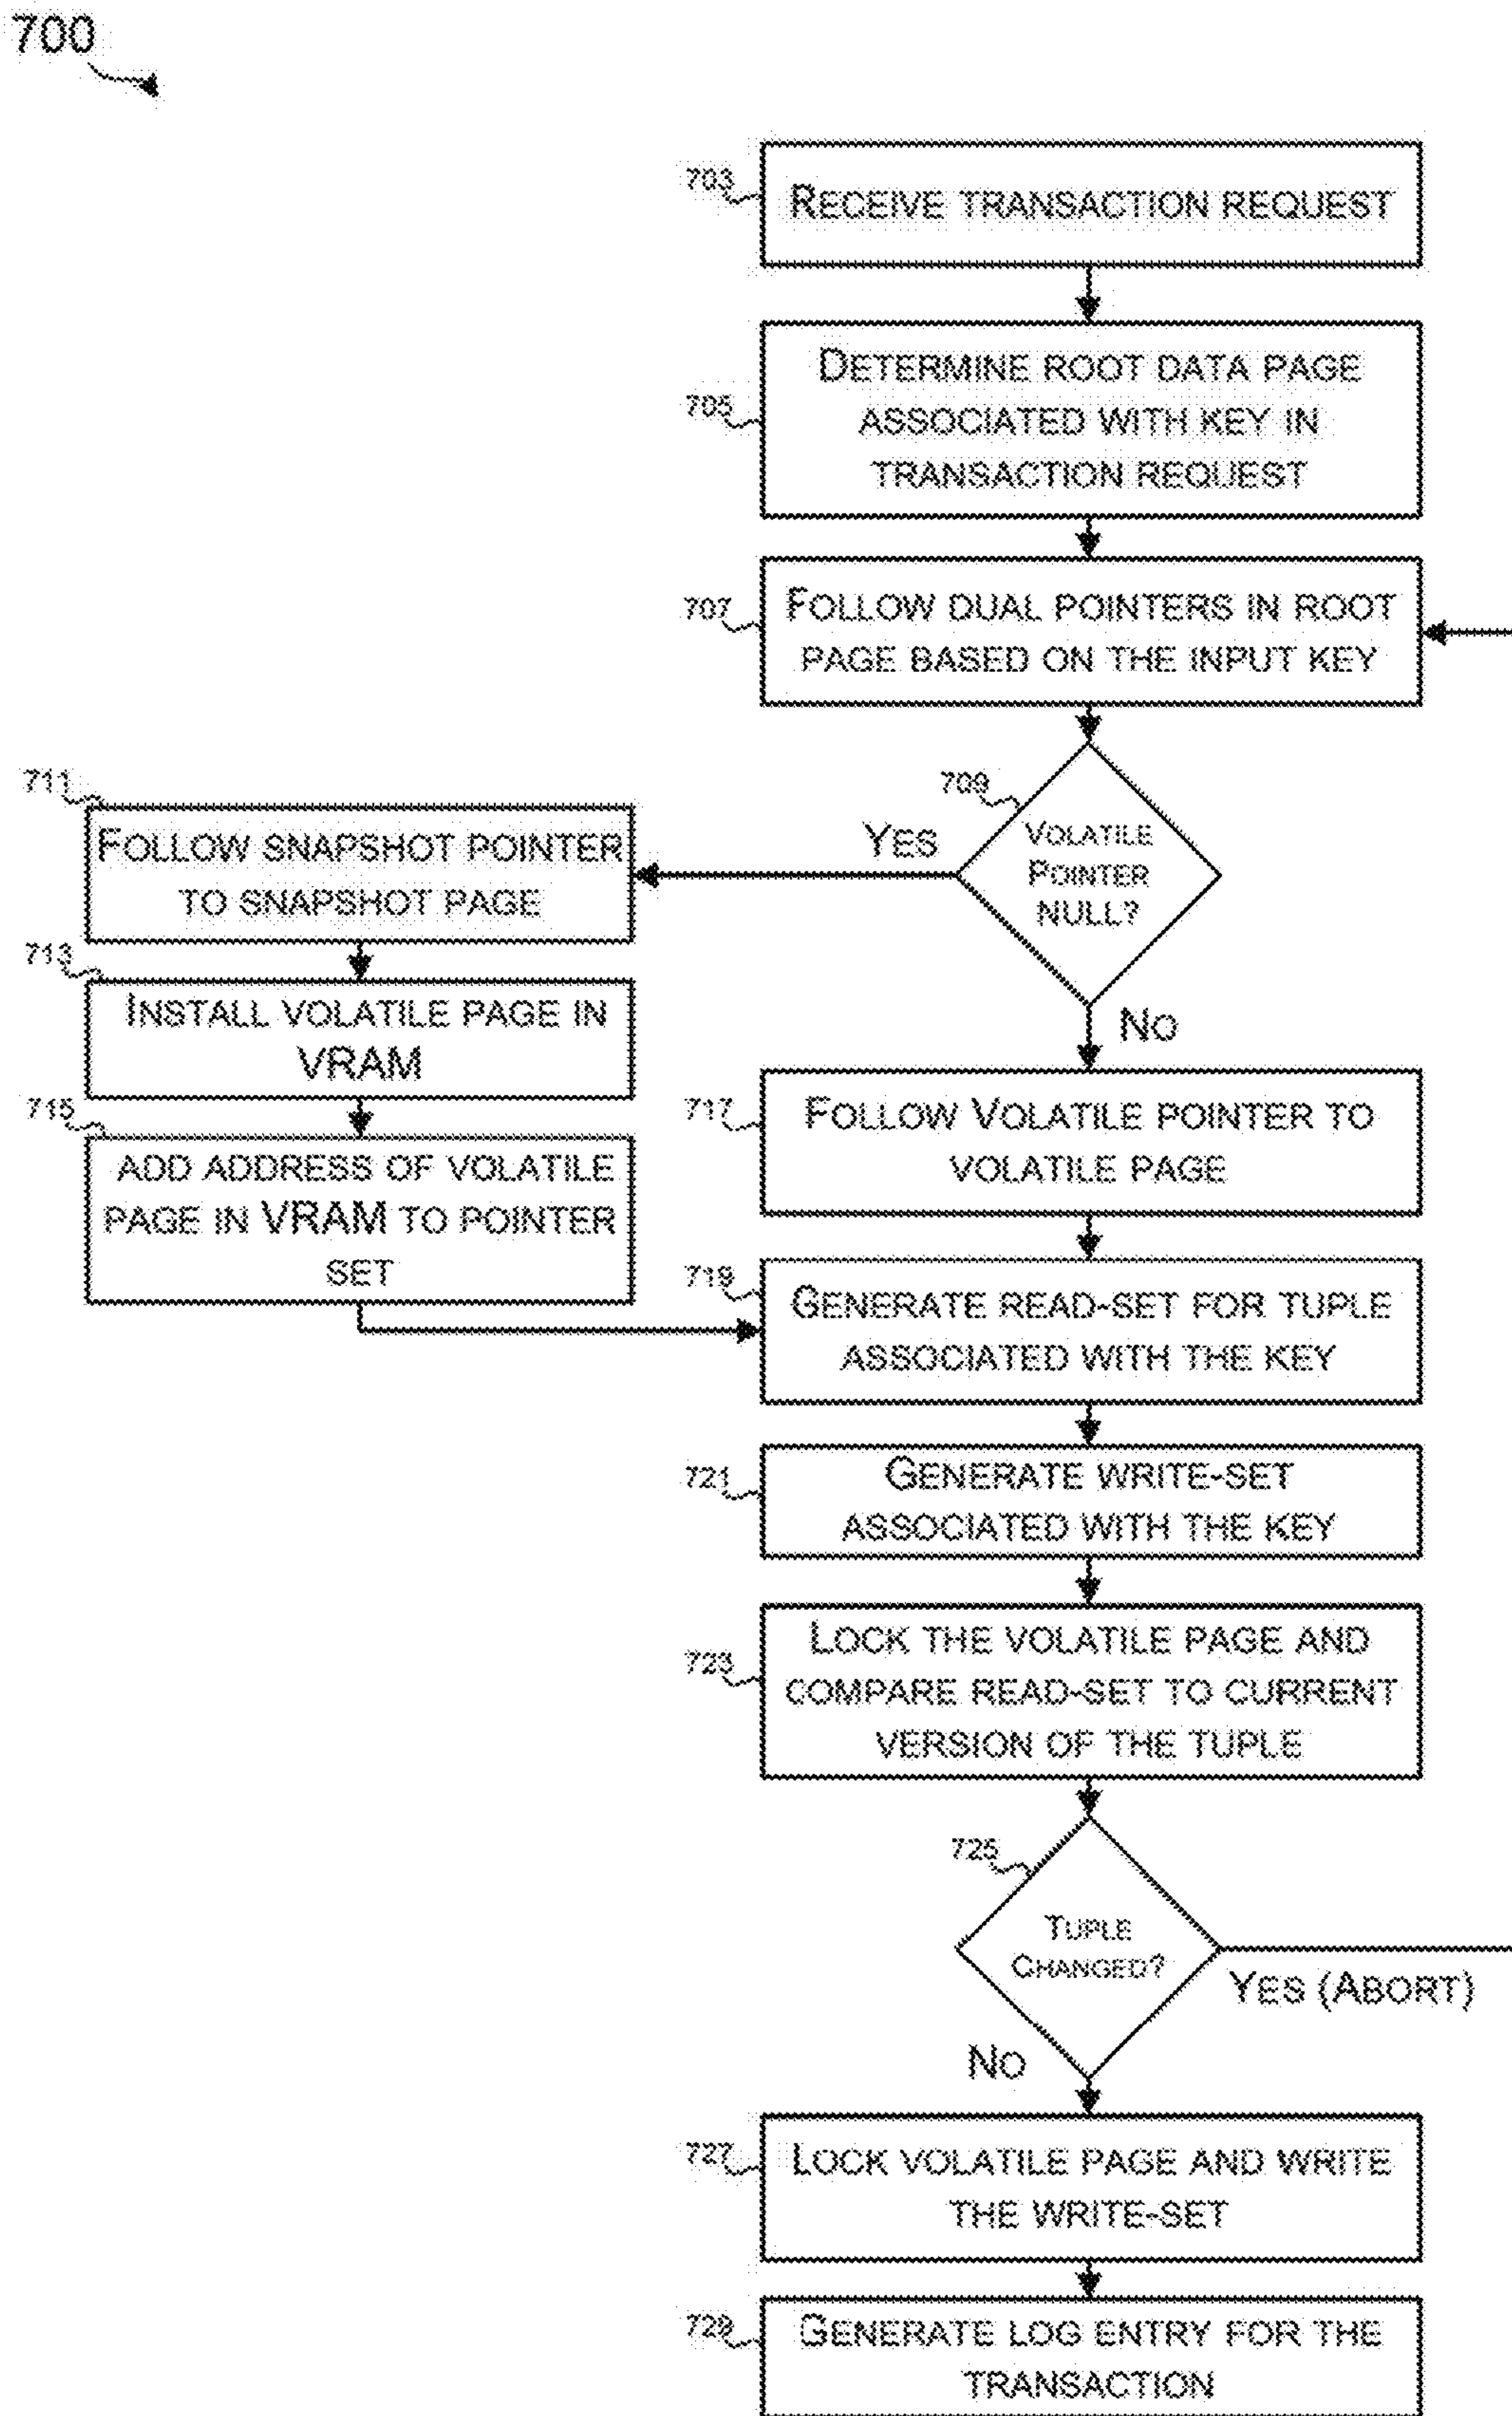 700
703
RECEIVE TRANSACTION REQUEST
705
DETERMINE ROOT DATA PAGE
ASSOCIATED WITH KEY IN
TRANSACTION REQUEST
707
FOLLOW DUAL POINTERS IN ROOT
PAGE BASED ON THE INPUT KEY
709
VOLATILE
POINTER
NULL?
YES
NO
711
FOLLOW SNAPSHOT POINTER
TO SNAPSHOT PAGE
713
INSTALL VOLATILE PAGE IN
VRAM
715
ADD ADDRESS OF VOLATILE
PAGE IN VRAM TO POINTER
SET
717
FOLLOW VOLATILE POINTER TO
VOLATILE PAGE
719
GENERATE READ-SET FOR TUPLE
ASSOCIATED WITH THE KEY
721
GENERATE WRITE-SET
ASSOCIATED WITH THE KEY
723
LOCK THE VOLATILE PAGE AND
COMPARE READ-SET TO CURRENT
VERSION OF THE TUPLE
725
TUPLE
CHANGED?
YES (ABORT)
NO
727
LOCK VOLATILE PAGE AND WRITE
THE WRITE-SET
729
GENERATE LOG ENTRY FOR THE
TRANSACTION